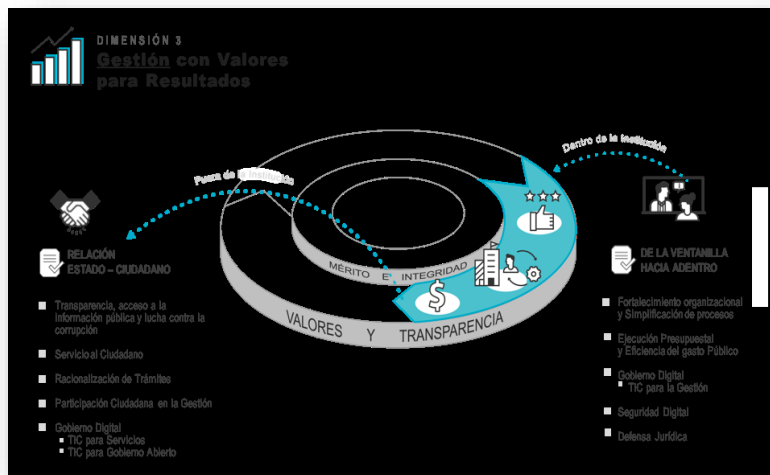 DIMENSIÓN 3
Gestión con Valores
para Resultados
Dentro de la Institución
Fuera de la Institución
RELACIÓN
ESTADO – CIUDADANO
Transparencia, acceso a la
información pública y lucha contra la
corrupción
Servicio al Ciudadano
Racionalización de Trámites
Participación Ciudadana en la Gestión
Gobierno Digital
TIC para Servicios
TIC para Gobierno Abierto
MÉRITO E INTEGRIDAD
VALORES Y TRANSPARENCIA
$
DE LA VENTANILLA
HACIA ADENTRO
Fortalecimiento organizacional
y Simplificación de procesos
Ejecución Presupuestal
y Eficiencia del gasto Público
Gobierno Digital
TIC para la Gestión
Seguridad Digital
Defensa Jurídica